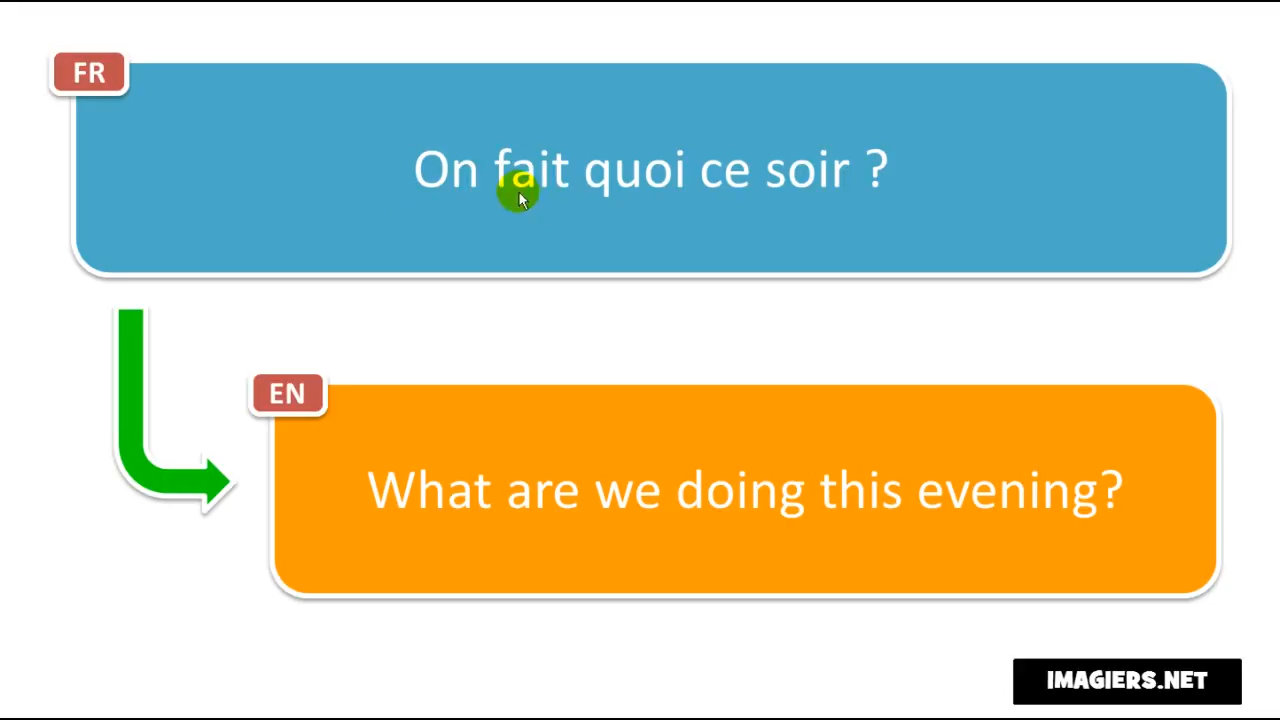 FR
On fait quoi ce soir ?
EN
What are we doing this evening?
IMAGIERS.NET